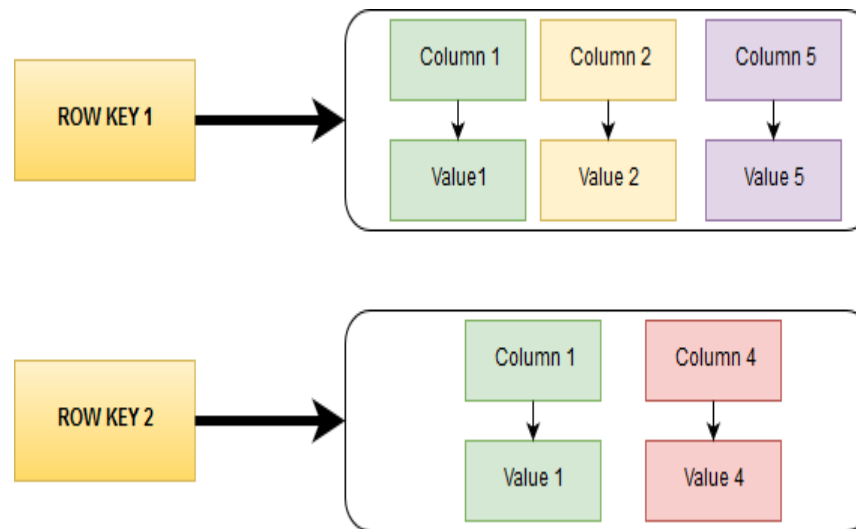 Column 1
Column 2
Column 5
ROW KEY 1
Value1
Value 2
Value 5
Column 1
Column 4
ROW KEY 2
Value 1
Value 4